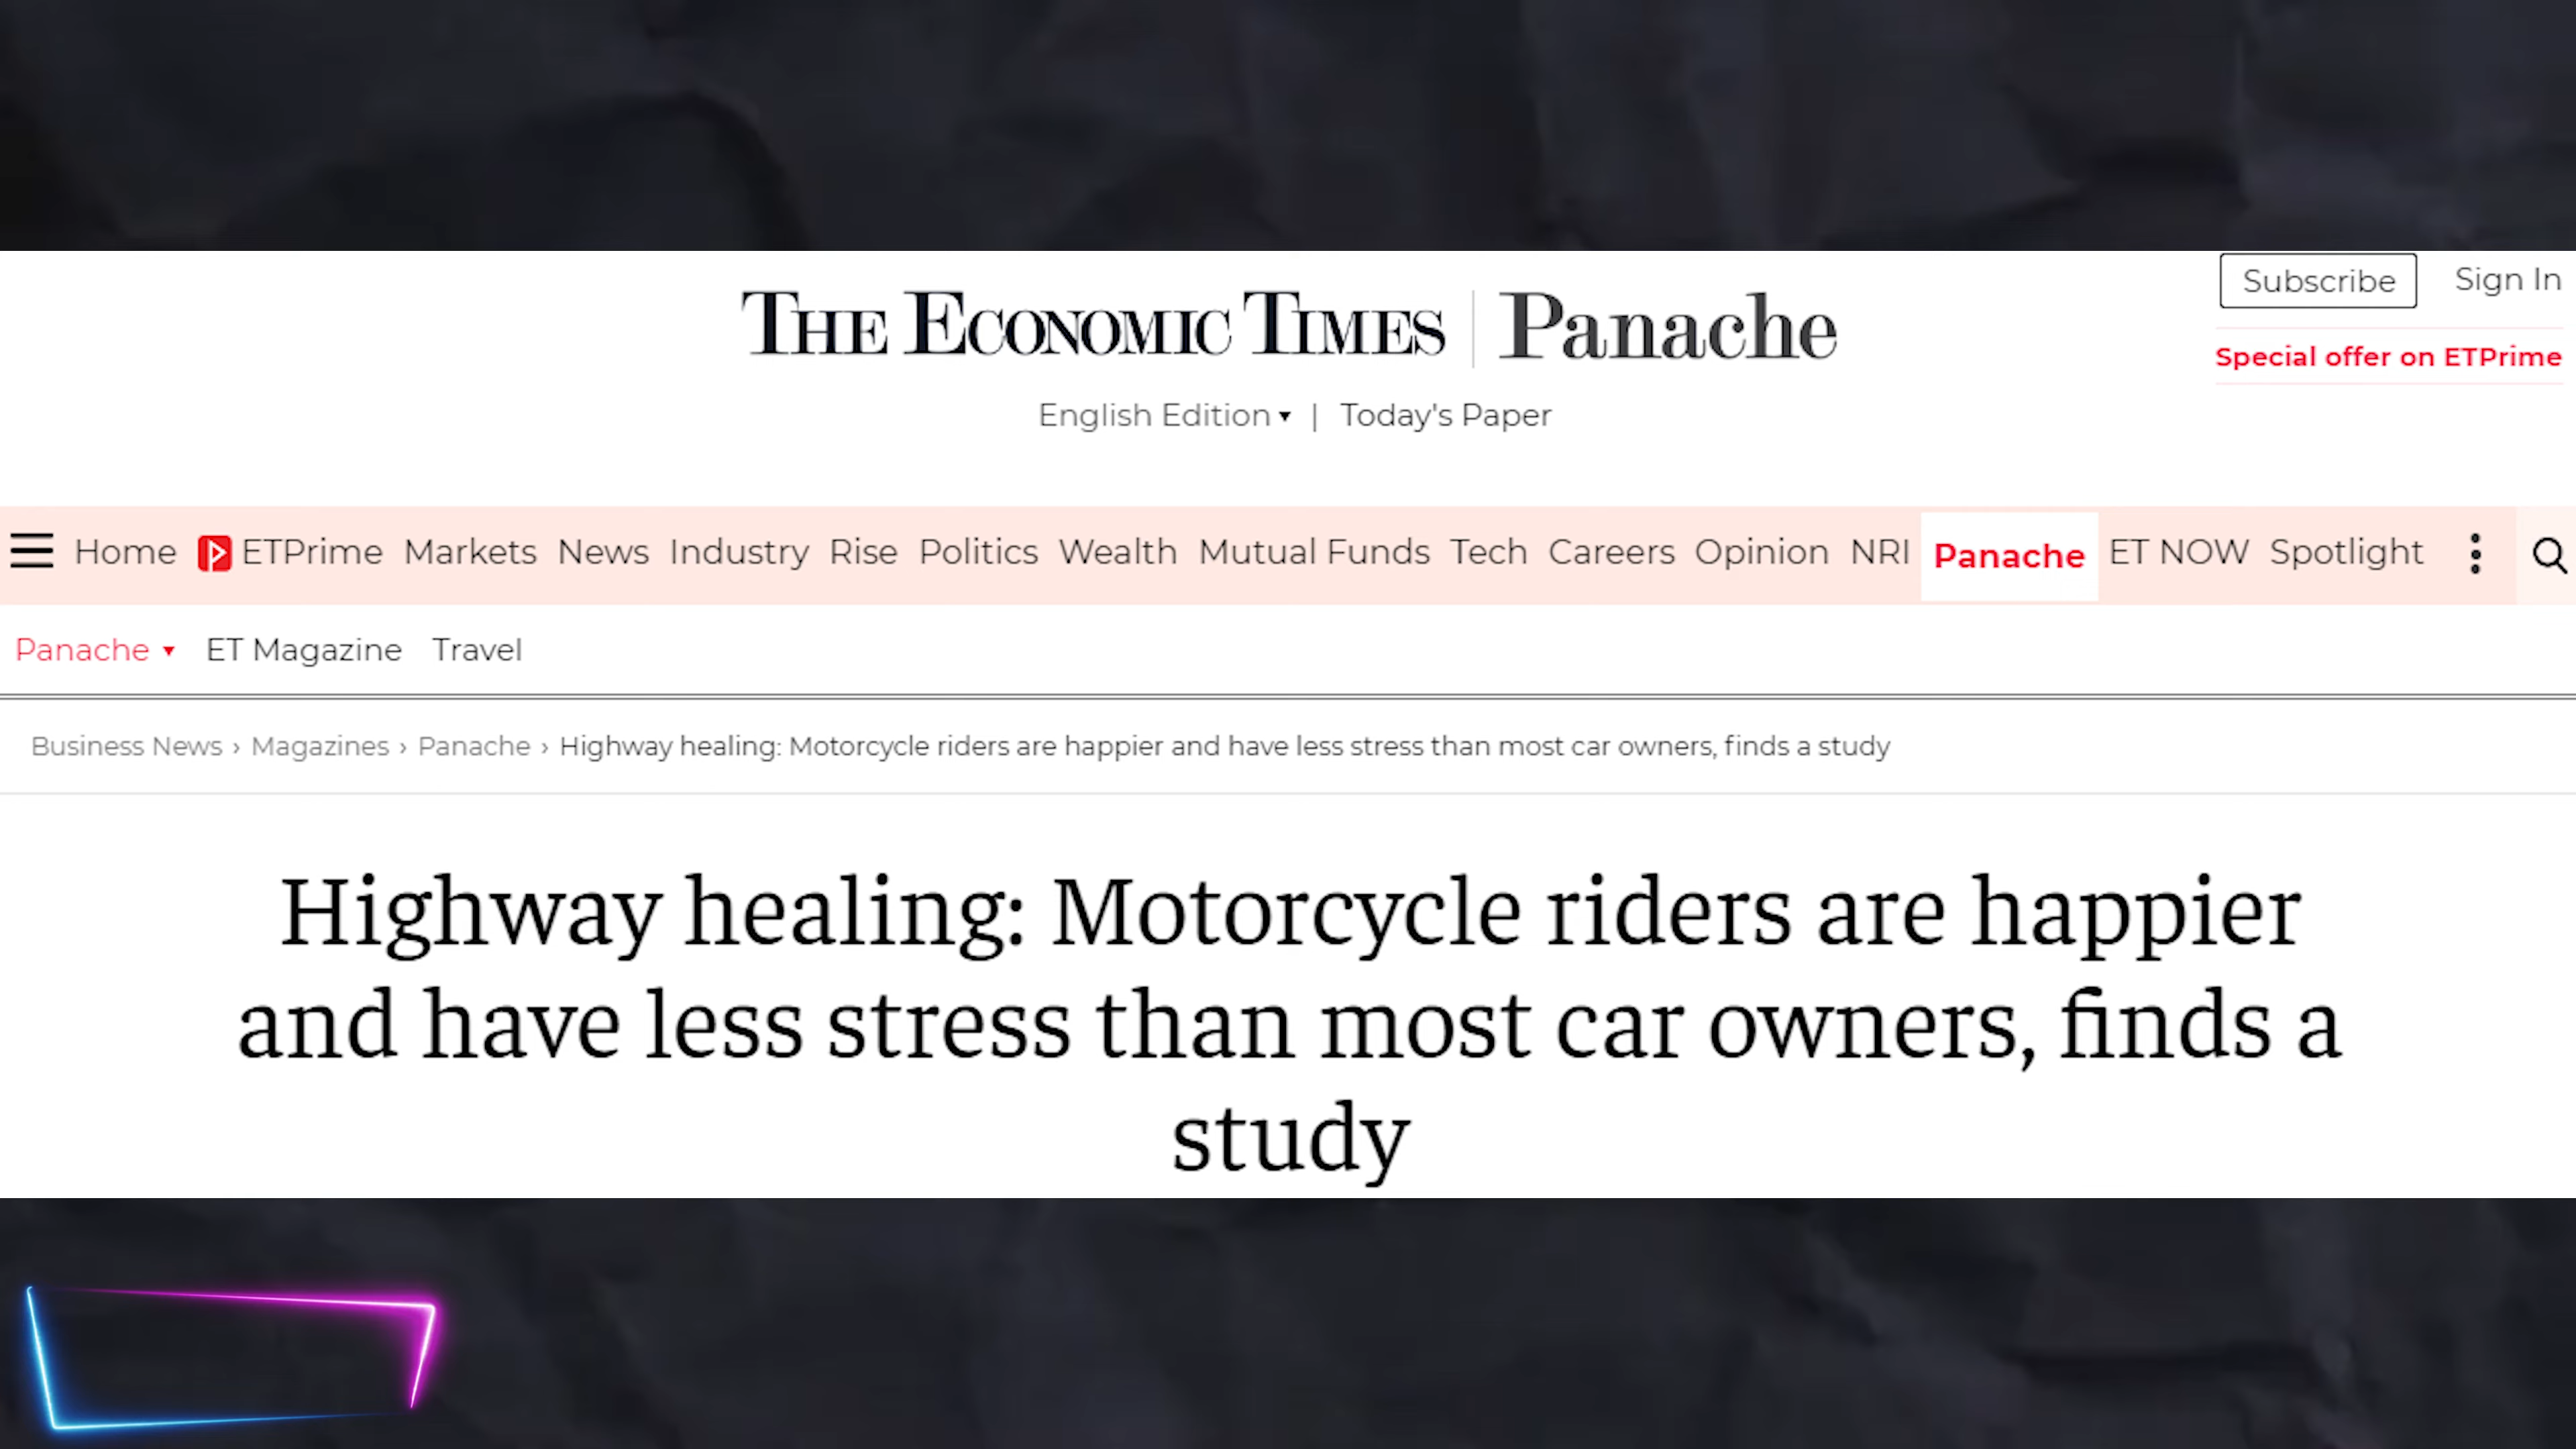 Subscribe Sign In
THE ECONOMIC TIMES | Panache
Special offer on ETPrime
English Edition ▾ | Today's Paper
Home ETPrime Markets News Industry Rise Politics Wealth Mutual Funds Tech Careers Opinion NRI Panache ET NOW Spotlight
Panache ▾ ET Magazine Travel
Business News › Magazines › Panache › Highway healing: Motorcycle riders are happier and have less stress than most car owners, finds a study
Highway healing: Motorcycle riders are happier
and have less stress than most car owners, finds a
study